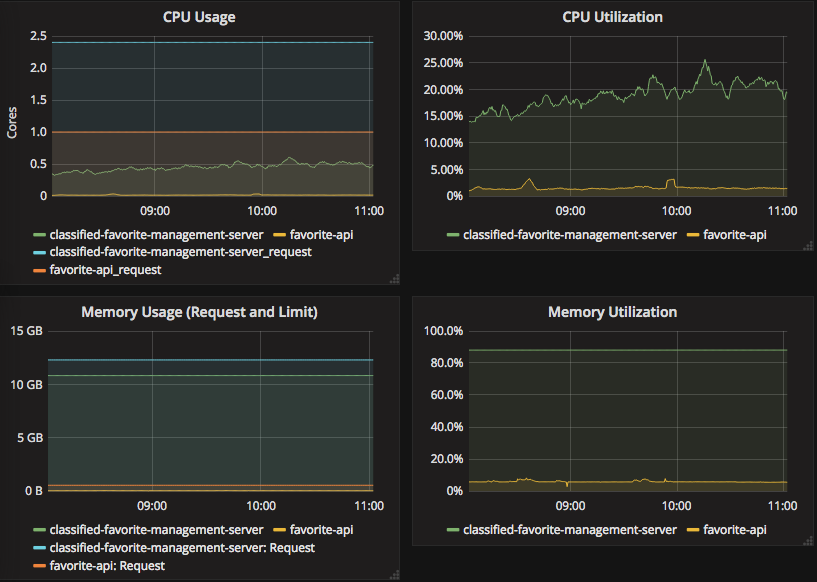 CPU Usage
2.5
2.0
1.5
1.0
0.5
0
Cores
09:00 10:00 11:00
classified-favorite-management-server favorite-api
classified-favorite-management-server_request
favorite-api_request
CPU Utilization
30.00%
25.00%
20.00%
15.00%
10.00%
5.00%
0%
09:00 10:00 11:00
classified-favorite-management-server favorite-api
Memory Usage (Request and Limit)
15 GB
10 GB
5 GB
0 B
09:00 10:00 11:00
classified-favorite-management-server favorite-api
classified-favorite-management-server: Request
favorite-api: Request
Memory Utilization
100.0%
80.0%
60.0%
40.0%
20.0%
0%
09:00 10:00 11:00
classified-favorite-management-server favorite-api